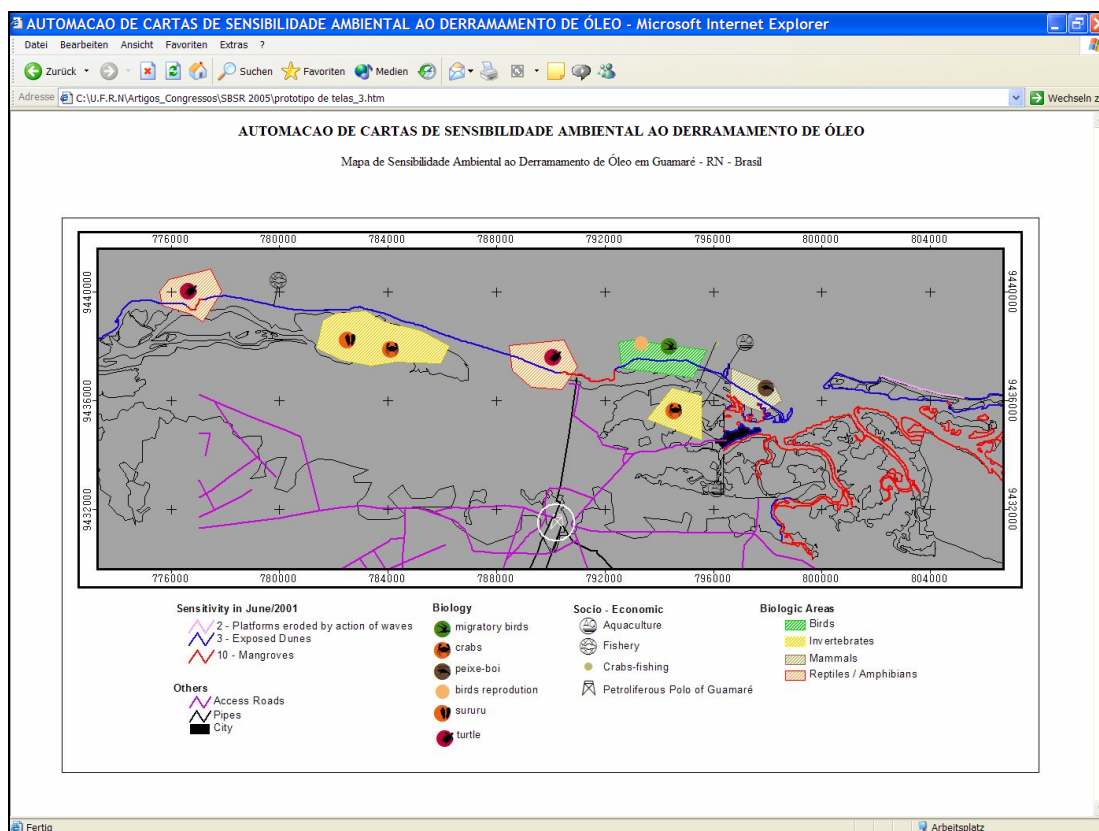 AUTOMACAO DE CARTAS DE SENSIBILIDADE AMBIENTAL AO DERRAMAMENTO DE ÓLEO - Microsoft Internet Explorer
Datei Bearbeiten Ansicht Favoriten Extras ?
Zurück Suchen Favoriten Medien
Adresse C:\U.F.R.N\Artigos_Congressos\SBSR 2005\prototipo de telas_3.htm Wechseln z
AUTOMACAO DE CARTAS DE SENSIBILIDADE AMBIENTAL AO DERRAMAMENTO DE ÓLEO
Mapa de Sensibilidade Ambiental ao Derramamento de Óleo em Guamaré - RN - Brasil
776000 780000 784000 788000 792000 796000 800000 804000
9440000 9440000
9436000 9436000
9432000 9432000
776000 780000 784000 788000 792000 796000 800000 804000
Sensitivity in June/2001
2 - Platforms eroded by action of waves
3 - Exposed Dunes
10 - Mangroves
Others
Access Roads
Pipes
City
Biology
migratory birds
crabs
peixe-boi
birds reprodution
sururu
turtle
Socio - Economic
Aquaculture
Fishery
Crabs-fishing
Petroliferous Polo of Guamaré
Biologic Areas
Birds
Invertebrates
Mammals
Reptiles / Amphibians
Fertig Arbeitsplatz